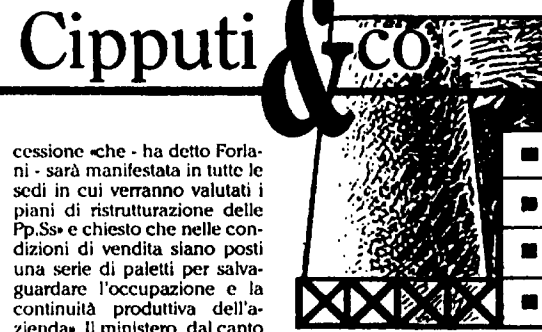 Cipputi & co
cessione «che - ha detto Forla-
ni - sarà manifestata in tutte le
sedi in cui verranno valutati i
piani di ristrutturazione delle
Pp.Ss» e chiesto che nelle con-
dizioni di vendita siano posti
una serie di paletti per salva-
guardare l'occupazione e la
continuità produttiva dell'a-
zienda». Il ministero, dal canto